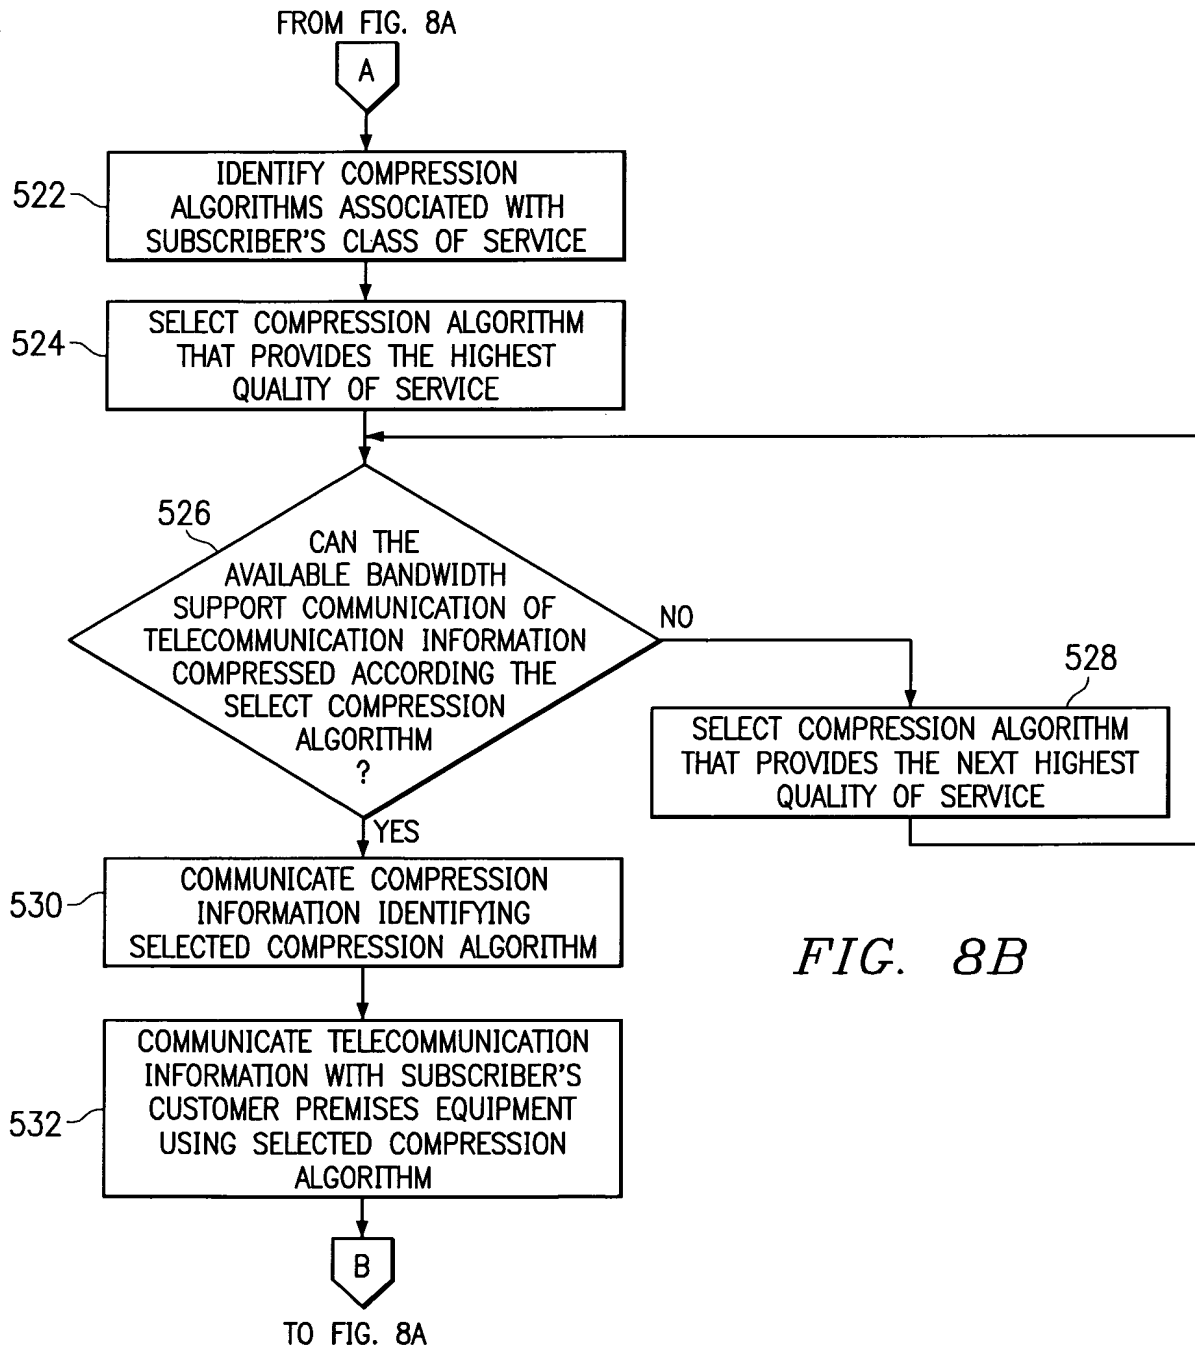 FROM FIG. 8A
A
522
IDENTIFY COMPRESSION
ALGORITHMS ASSOCIATED WITH
SUBSCRIBER'S CLASS OF SERVICE
524
SELECT COMPRESSION ALGORITHM
THAT PROVIDES THE HIGHEST
QUALITY OF SERVICE
526
CAN THE
AVAILABLE BANDWIDTH
SUPPORT COMMUNICATION OF
TELECOMMUNICATION INFORMATION
COMPRESSED ACCORDING THE
SELECT COMPRESSION
ALGORITHM
?
NO
528
SELECT COMPRESSION ALGORITHM
THAT PROVIDES THE NEXT HIGHEST
QUALITY OF SERVICE
YES
530
COMMUNICATE COMPRESSION
INFORMATION IDENTIFYING
SELECTED COMPRESSION ALGORITHM
FIG. 8B
532
COMMUNICATE TELECOMMUNICATION
INFORMATION WITH SUBSCRIBER'S
CUSTOMER PREMISES EQUIPMENT
USING SELECTED COMPRESSION
ALGORITHM
B
TO FIG. 8A